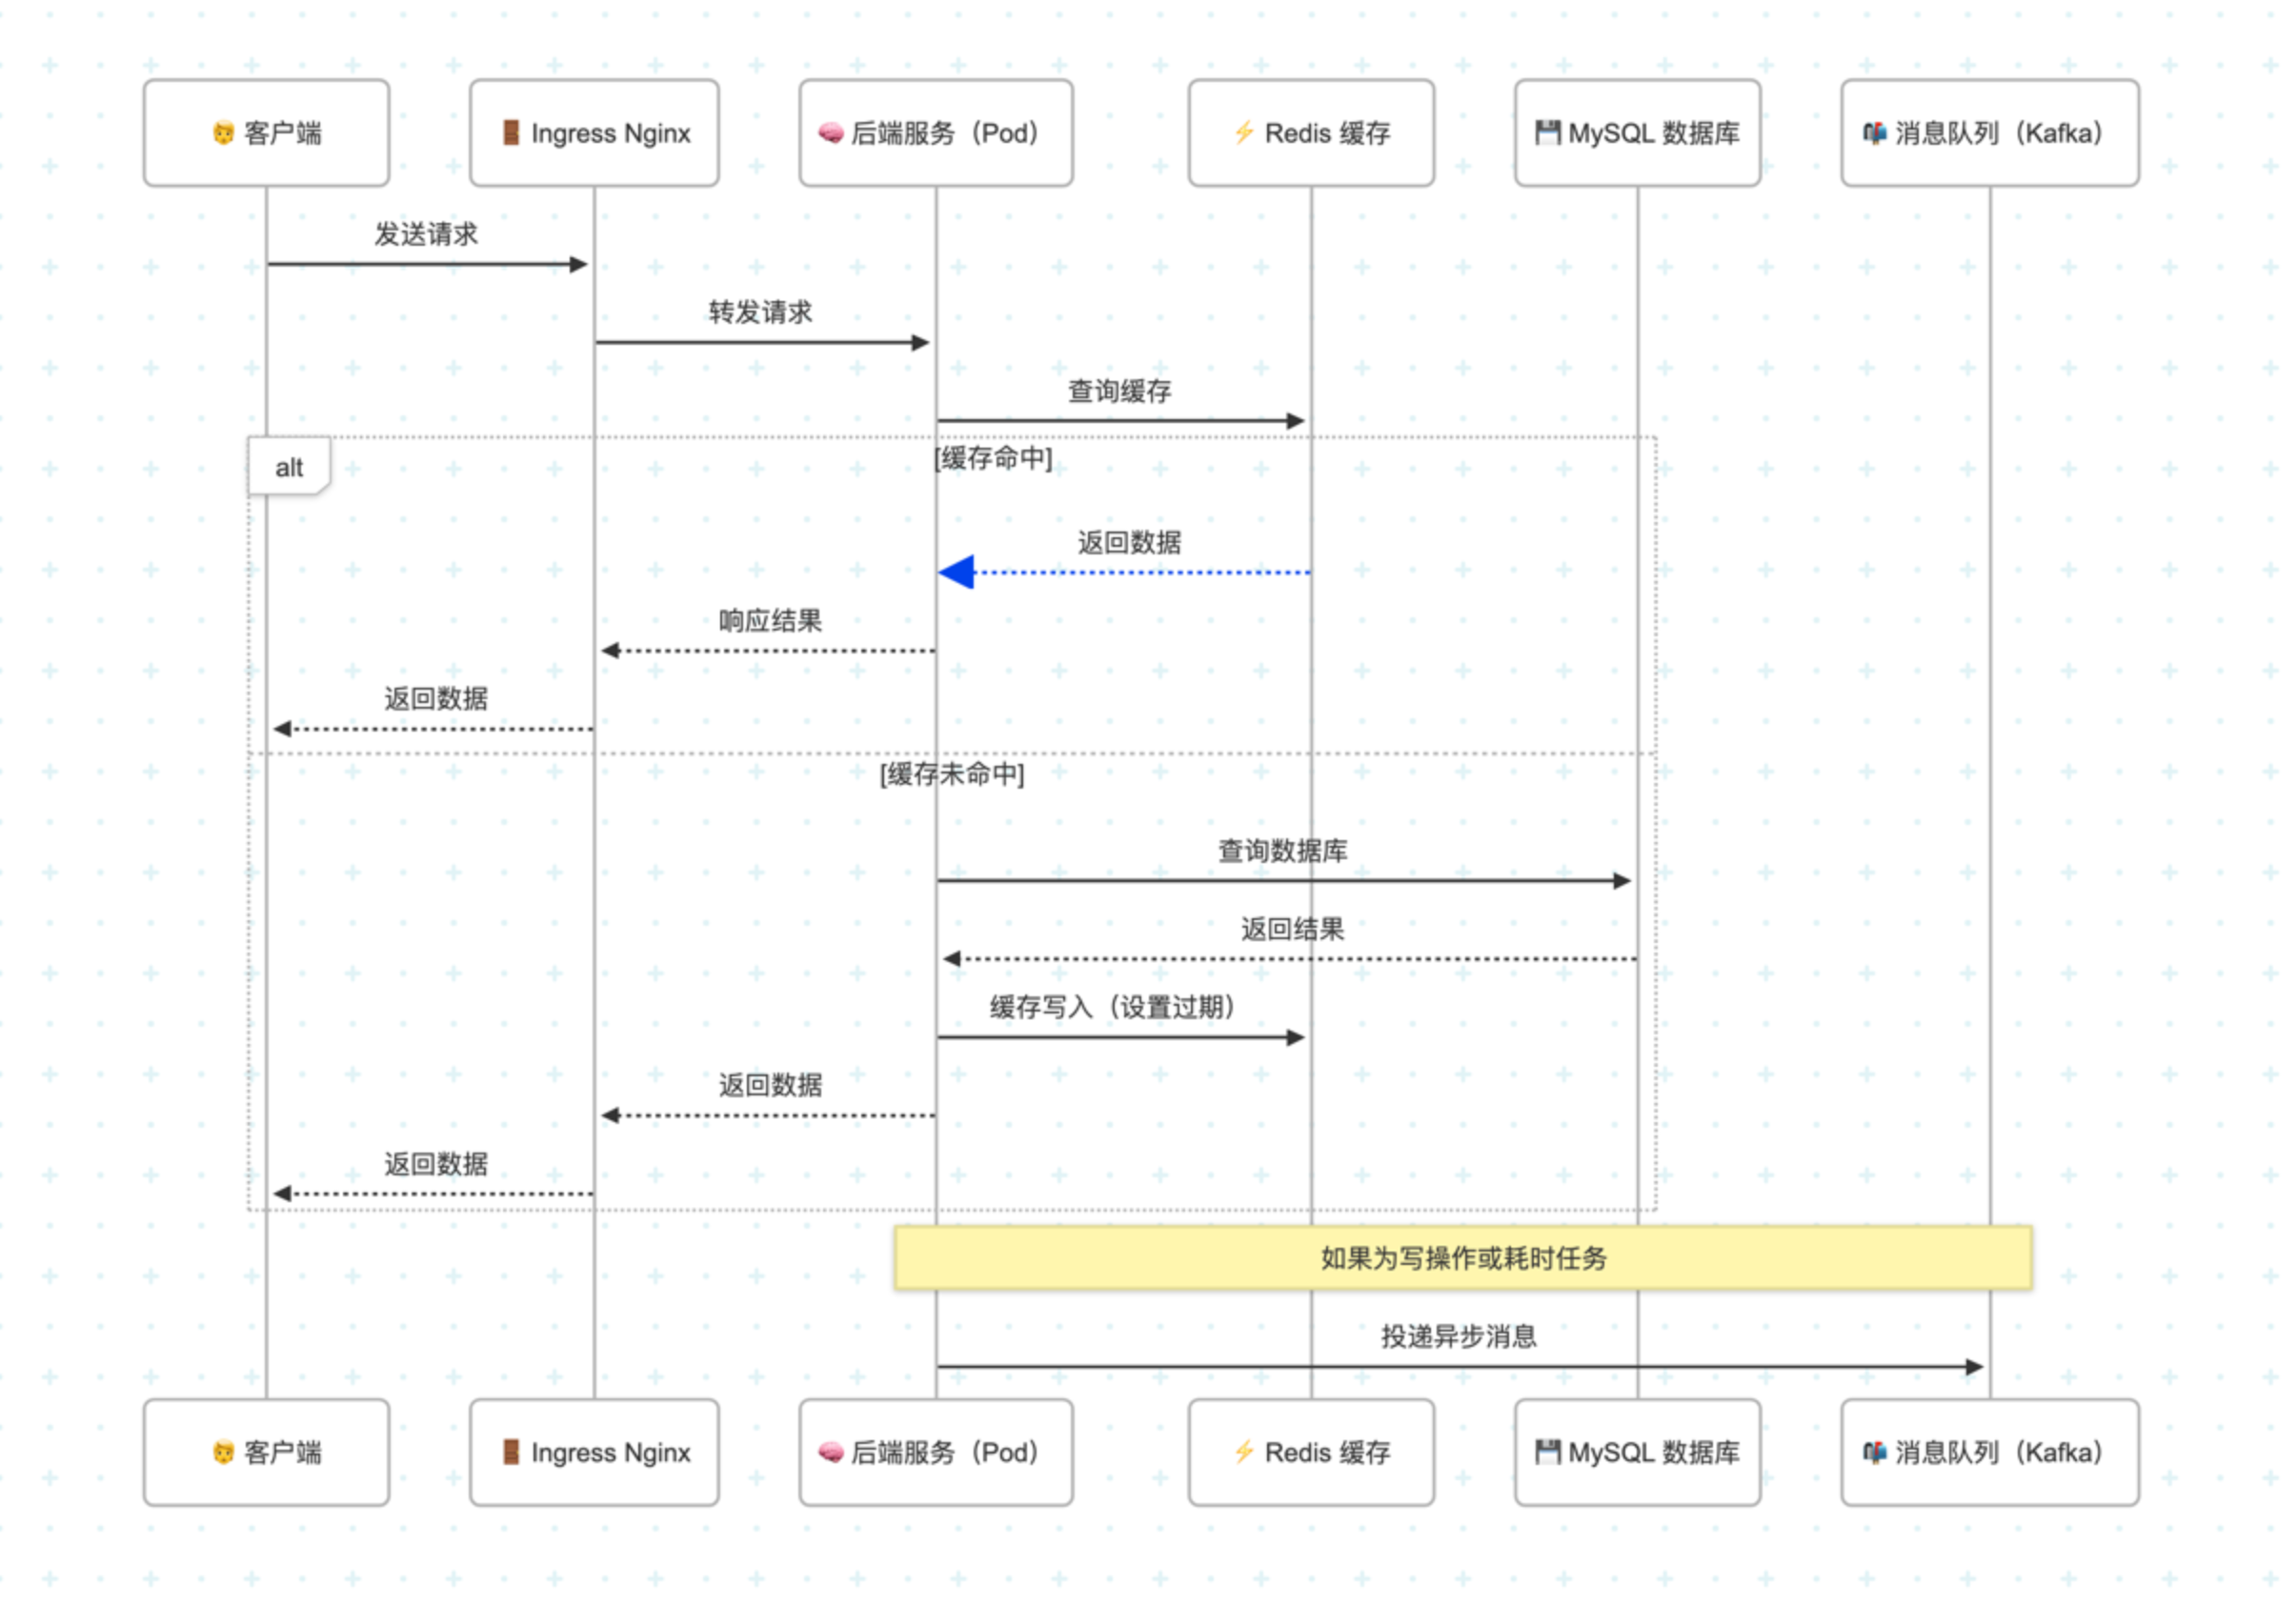 客户端
Ingress Nginx
后端服务（Pod）
Redis 缓存
MySQL 数据库
消息队列（Kafka）
发送请求
转发请求
查询缓存
alt
[缓存命中]
返回数据
响应结果
返回数据
[缓存未命中]
查询数据库
返回结果
缓存写入（设置过期）
返回数据
返回数据
如果为写操作或耗时任务
投递异步消息
客户端
Ingress Nginx
后端服务（Pod）
Redis 缓存
MySQL 数据库
消息队列（Kafka）